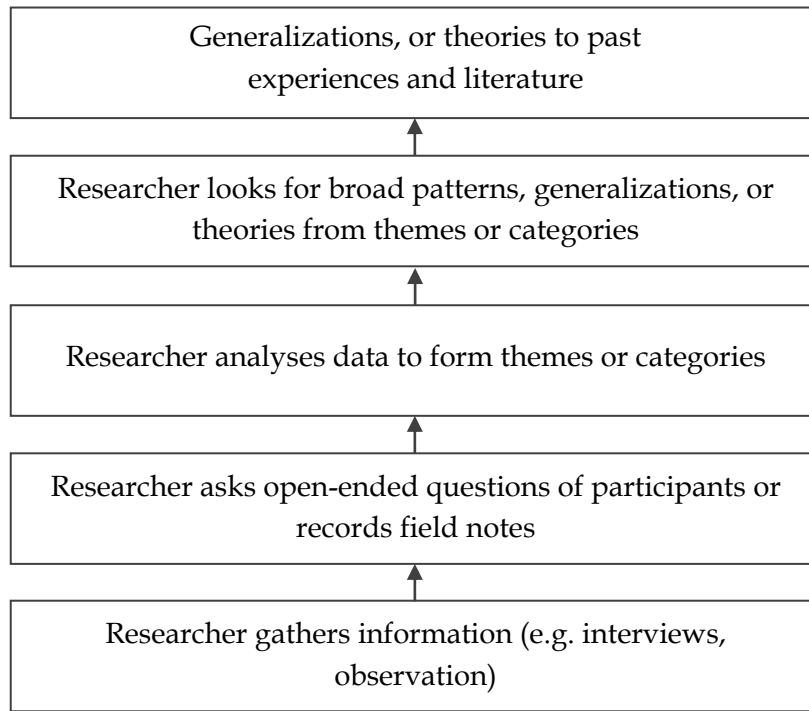 Generalizations, or theories to past
experiences and literature
Researcher looks for broad patterns, generalizations, or
theories from themes or categories
Researcher analyses data to form themes or categories
Researcher asks open-ended questions of participants or
records field notes
Researcher gathers information (e.g. interviews,
observation)